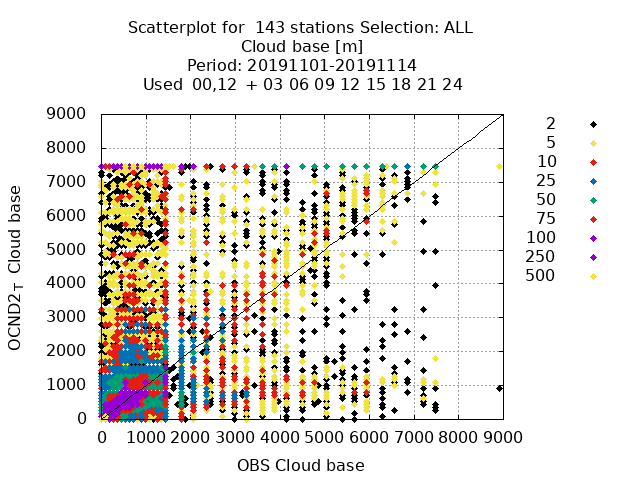 Scatterplot for  143 stations Selection: ALL
Cloud base [m]
Period: 20191101-20191114
Used  00,12  + 03 06 09 12 15 18 21 24
9000
8000
7000
6000
5000
4000
3000
2000
1000
0
OCND2T  Cloud base
0 1000 2000 3000 4000 5000 6000 7000 8000 9000
OBS Cloud base
2
5
10
25
50
75
100
250
500